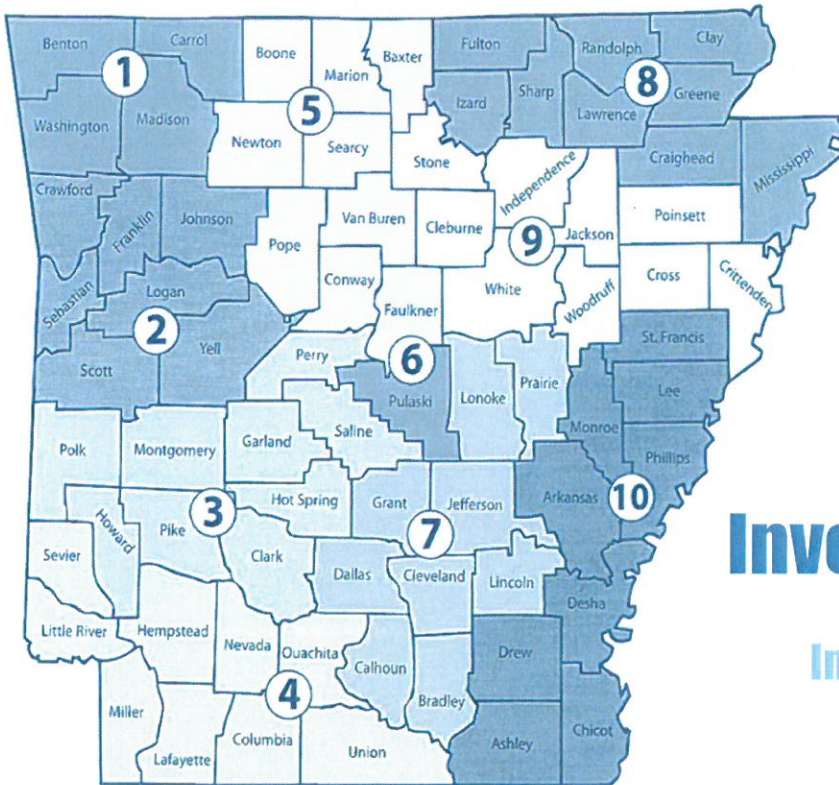 Benton
Carrol
Boone
Marion
Baxter
Fulton
Randolph
Clay
1
5
8
Izard
Sharp
Lawrence
Greene
Washington
Madison
Newton
Searcy
Stone
Independence
Craighead
Mississippi
Crawford
Franklin
Johnson
Pope
Van Buren
Cleburne
9
Jackson
Poinsett
Sebastian
Logan
Conway
Faulkner
White
Woodruff
Cross
Crittenden
2
Scott
Yell
Perry
6
Pulaski
Lonoke
Prairie
St. Francis
Lee
Monroe
Phillips
Polk
Montgomery
Garland
Saline
Hot Spring
Grant
Jefferson
Arkansas
10
Howard
Pike
3
Clark
7
Sevier
Dallas
Cleveland
Lincoln
Desha
Little River
Hempstead
Nevada
Ouachita
Calhoun
Bradley
Drew
4
Miller
Lafayette
Columbia
Union
Ashley
Chicot